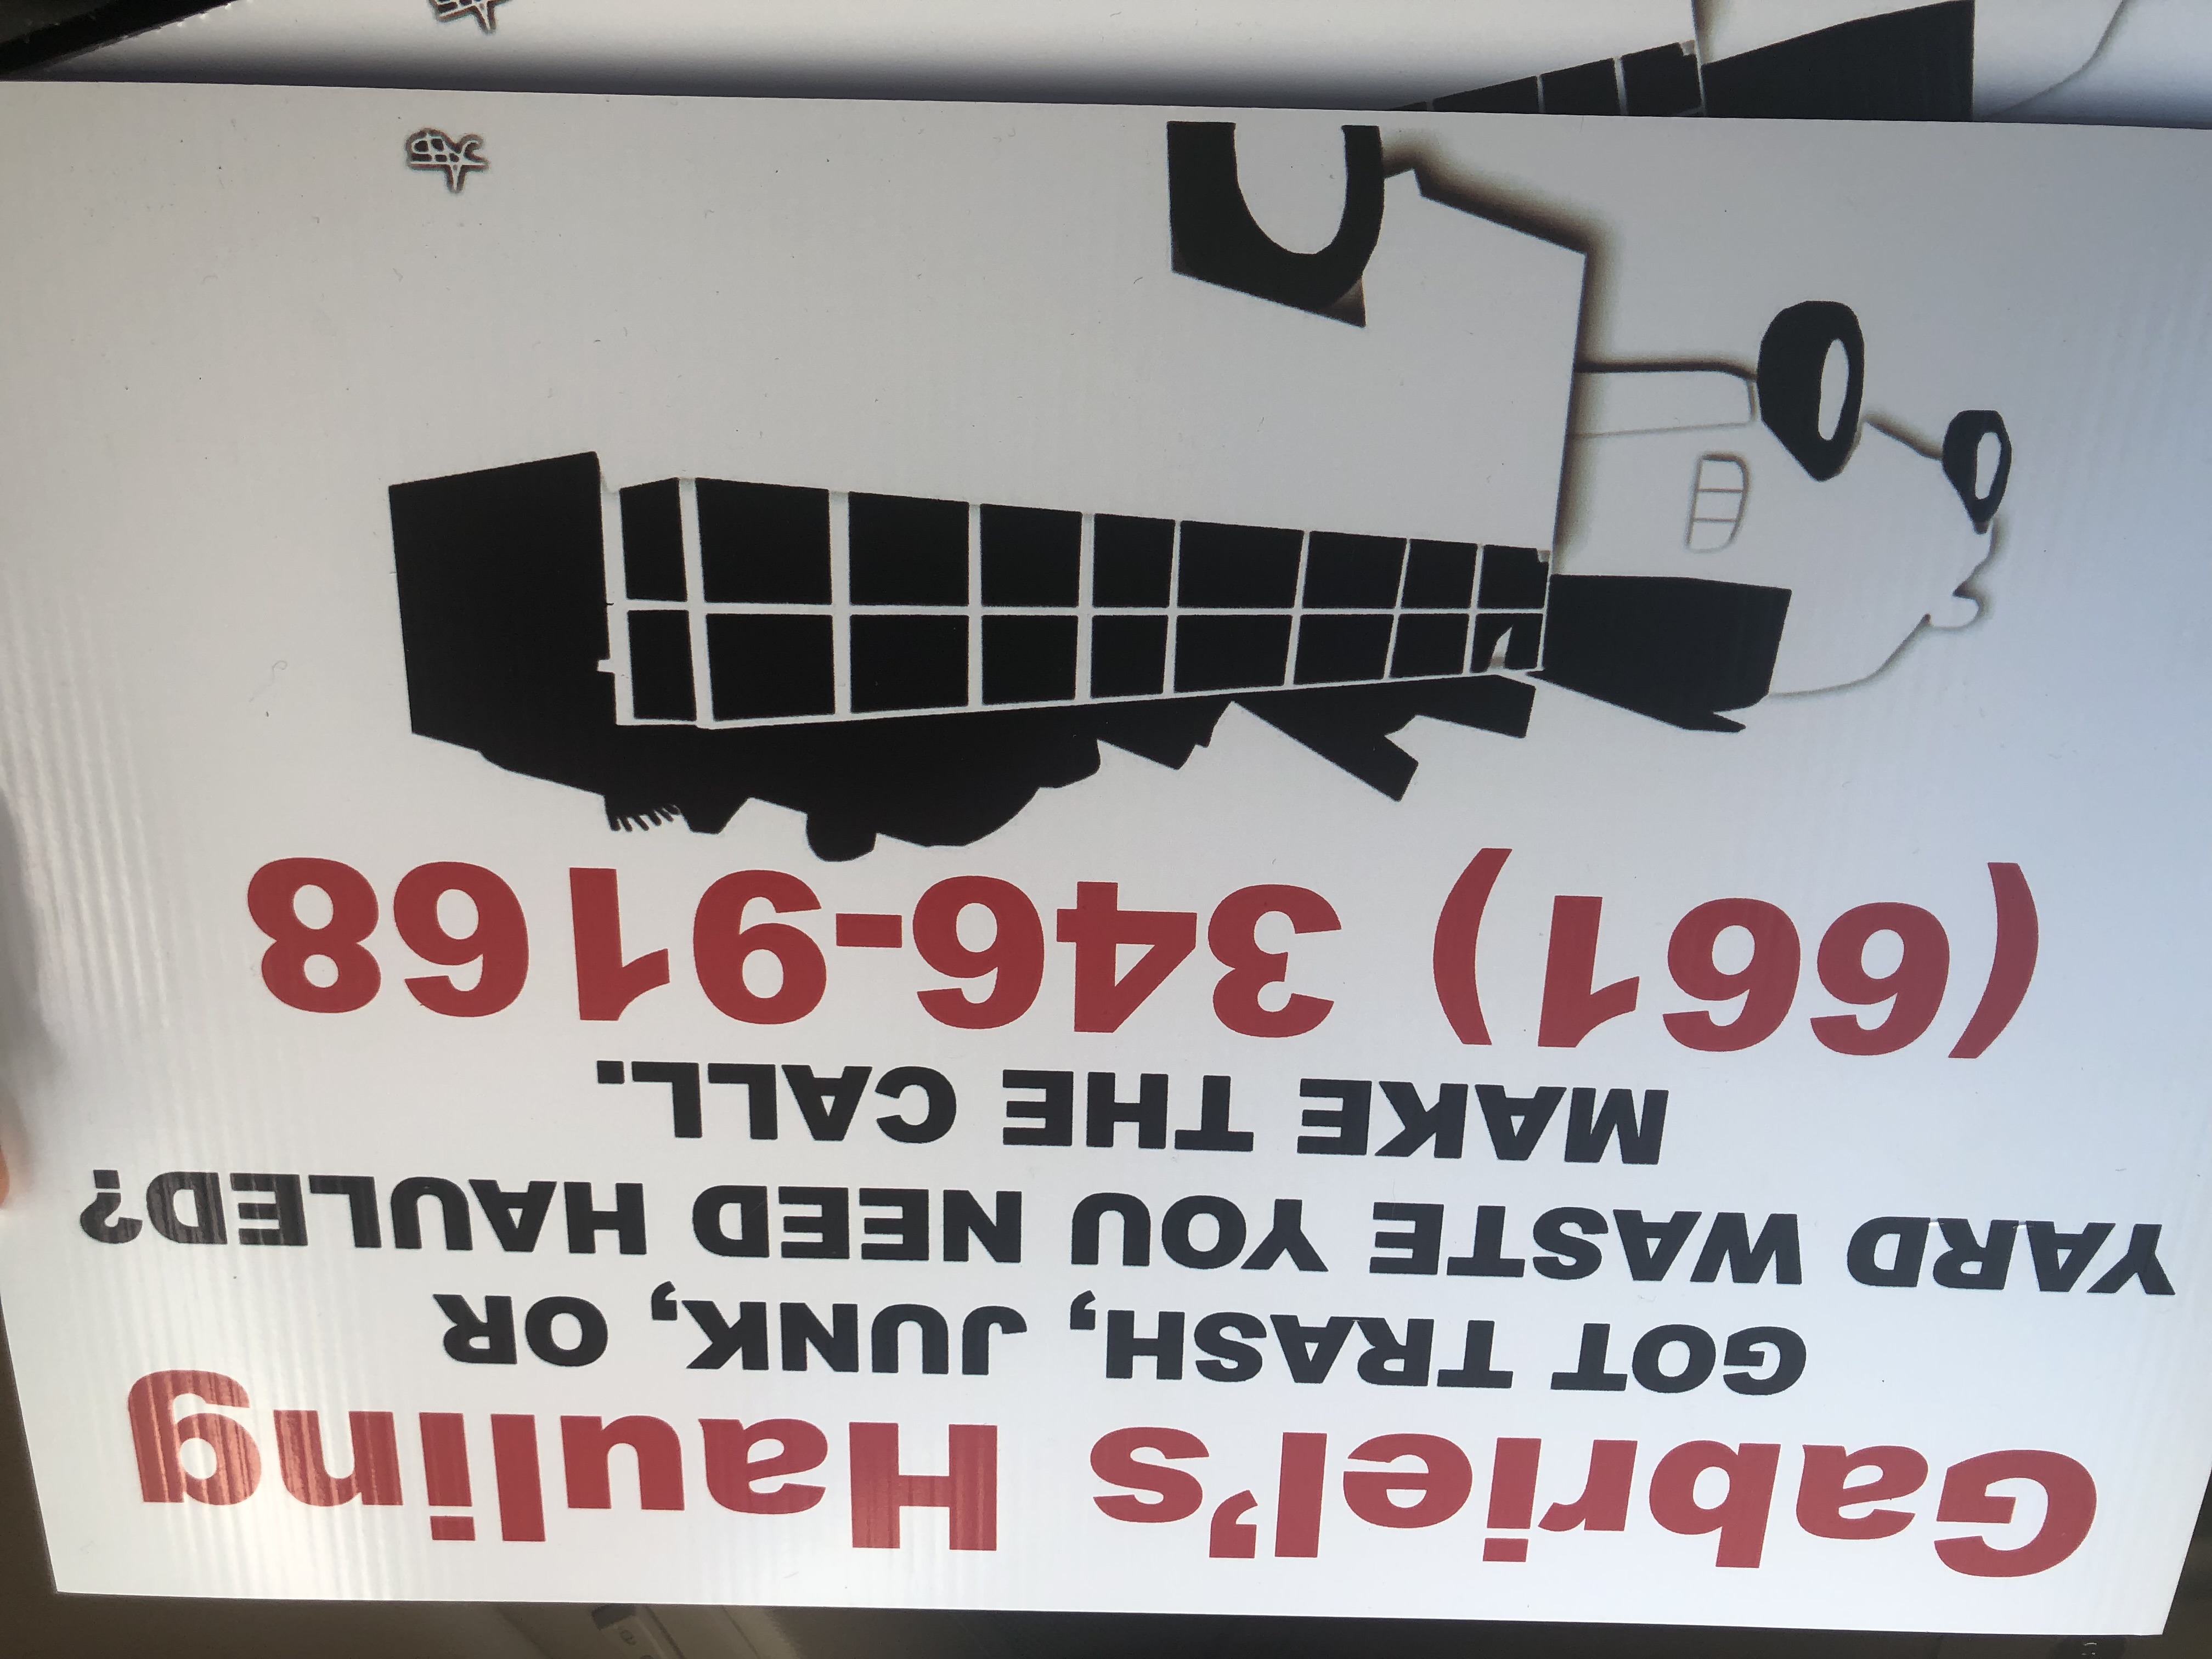 Gabriel's Hauling
GOT TRASH, JUNK, OR
YARD WASTE YOU NEED HAULED?
MAKE THE CALL.
(661) 346-9168